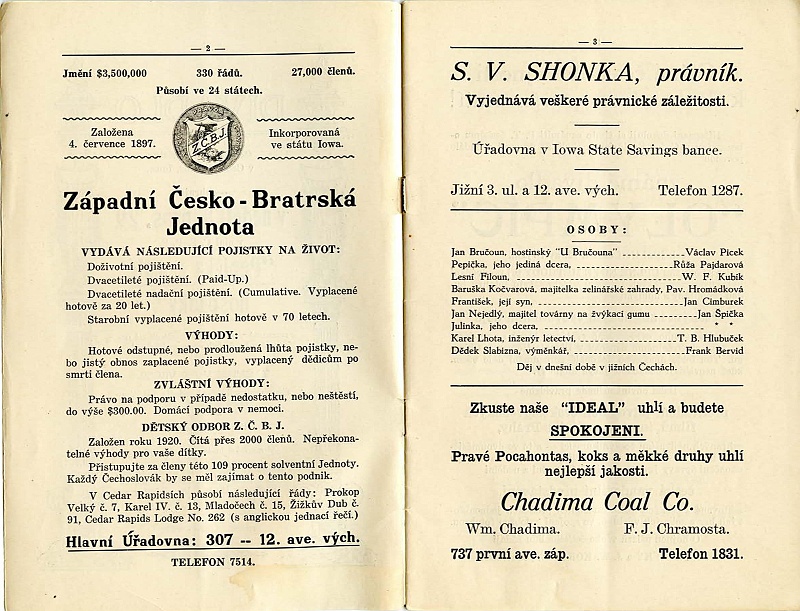 — 2 —
Jmění $3,500,000 330 řádů. 27,000 členů.
Působí ve 24 státech.
Založena
4. července 1897.
Z.Č.B.J.
Inkorporovaná
ve státu Iowa.
Západní Česko-Bratrská
Jednota
VYDÁVÁ NÁSLEDUJÍCÍ POJISTKY NA ŽIVOT:
Doživotní pojištění.
Dvacetileté pojištění. (Paid-Up.)
Dvacetileté nadační pojištění. (Cumulative. Vyplacené
hotově za 20 let.)
Starobní vyplacené pojištění hotově v 70 letech.
VÝHODY:
Hotové odstupné, nebo prodloužená lhůta pojistky, ne-
bo jistý obnos zaplacené pojistky, vyplacený dědicům po
smrti člena.
ZVLÁŠTNÍ VÝHODY:
Právo na podporu v případě nedostatku, nebo neštěstí,
do výše $300.00. Domácí podpora v nemoci.
DĚTSKÝ ODBOR Z. Č. B. J.
Založen roku 1920. Čítá přes 2000 členů. Nepřekona-
telné výhody pro vaše dítky.
Přistupujte za členy této 109 procent solventní Jednoty.
Každý Čechoslovák by se měl zajímati o tento podnik.
V Cedar Rapidsích působí následující řády: Prokop
Velký č. 7, Karel IV. č. 13, Mladočech č. 15, Žižkův Dub č.
91, Cedar Rapids Lodge No. 262 (s anglickou jednací řečí.)
Hlavní Úřadovna: 307 -- 12. ave. vých.
TELEFON 7514.
— 3 —
S. V. SHONKA, právník.
Vyjednává veškeré právnické záležitosti.
Úřadovna v Iowa State Savings bance.
Jižní 3. ul. a 12. ave. vých. Telefon 1287.
OSOBY:
Jan Bručoun, hostinský "U Bručouna" Václav Picek
Pepička, jeho jediná dcera, Růža Pajdarová
Lesní Filoun, W. F. Kubík
Baruška Kočvarová, majitelka zelinářské zahrady, Pav. Hromádková
František, její syn, Jan Cimburek
Jan Nejedlý, majitel továrny na žvýkací gumu Jan Špička
Julinka, jeho dcera, * *
Karel Lhota, inženýr letectví, T. B. Hlubuček
Dědek Slabizna, výměnkář, Frank Bervid
Děj v dnešní době v jižních Čechách.
Zkuste naše "IDEAL" uhlí a budete
SPOKOJENI.
Pravé Pocahontas, koks a měkké druhy uhlí
nejlepší jakosti.
Chadima Coal Co.
Wm. Chadima. F. J. Chramosta.
737 první ave. záp. Telefon 1831.